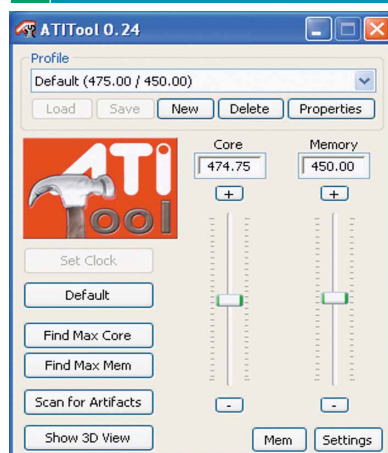 ATITool 0.24
Profile
Default (475.00 / 450.00)
Load Save New Delete Properties
ATI
Tool
Core Memory
474.75 450.00
+ +
Set Clock
Default
Find Max Core
Find Max Mem
Scan for Artifacts
- -
Show 3D View Mem Settings